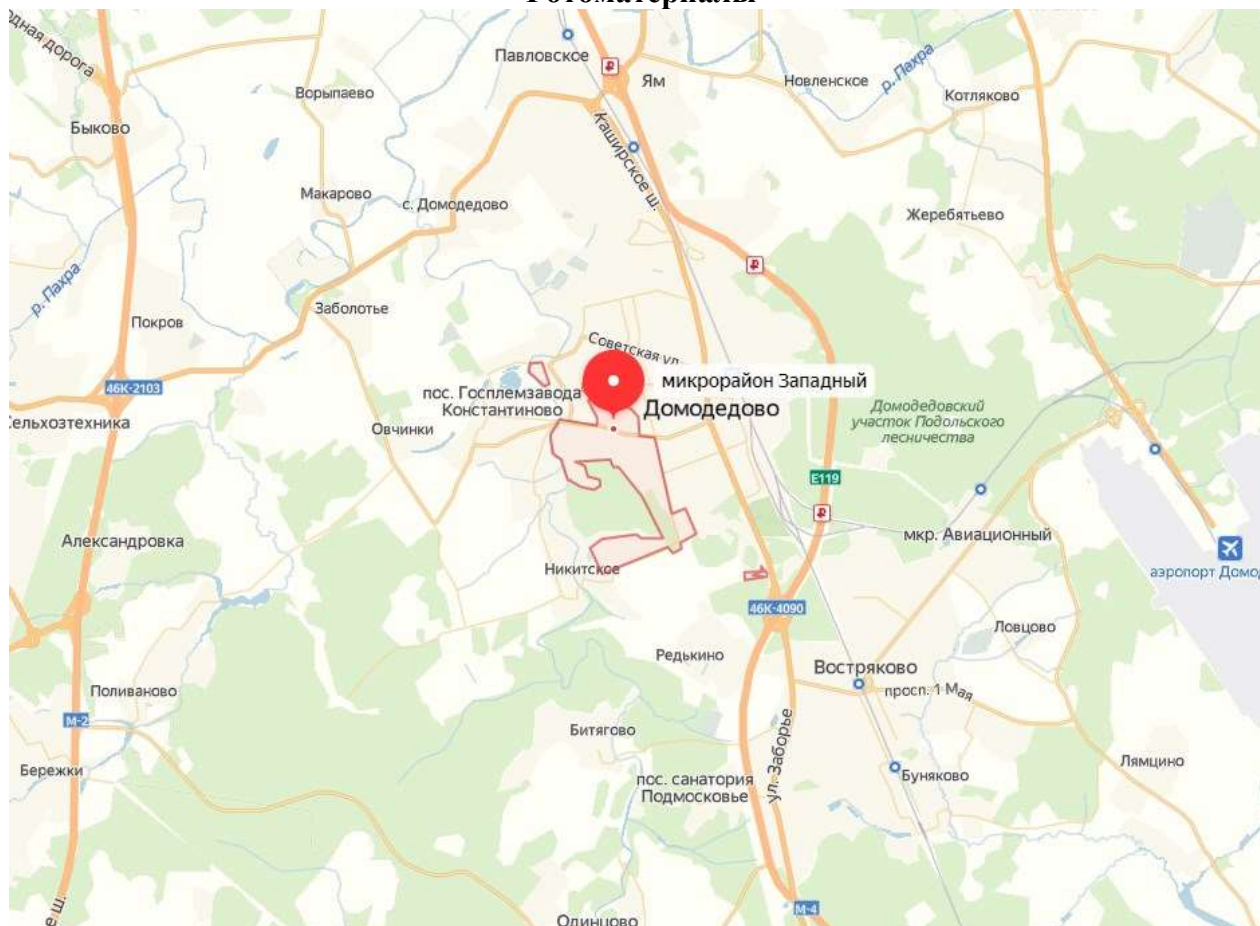 Фотоматериалы
одная дорога
Павловское
Ям
Новленское
р. Пахра
Котляково
Ворыпаево
Быково
Каширское ш.
Макарово
с. Домодедово
Жеребятьево
р. Пахра
Заболотье
Покров
Советская ул.
46К-2103
пос. Госплемзавода
Константиново
микрорайон Западный
Домодедово
Домодедовский
участок Подольского
лесничества
Сельхозтехника
Овчинки
Е119
Александровка
мкр. Авиационный
аэропорт Домод
Никитское
46К-4090
Ловцово
Редькино
Востряково
просп. 1 Мая
Поливаново
М-2
Битягово
ул. Заборье
Бережки
Лямцино
пос. санатория
Подмосковье
Буняково
е ш.
М-4
Одинцово